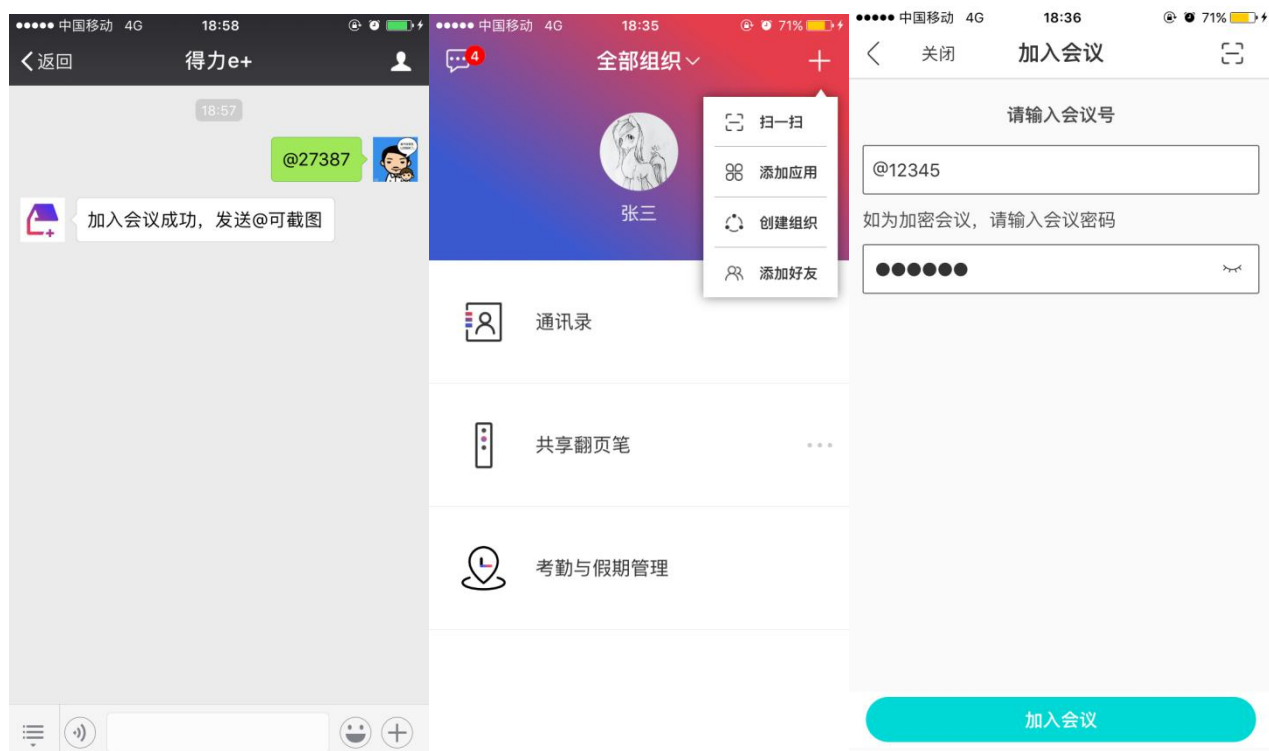 中国移动 4G 18:58
返回 得力e+
18:57
@27387
加入会议成功，发送@可截图
中国移动 4G 18:35 71%
4 全部组织
扫一扫
添加应用
创建组织
添加好友
张三
通讯录
共享翻页笔
考勤与假期管理
中国移动 4G 18:36 71%
关闭 加入会议
请输入会议号
@12345
如为加密会议，请输入会议密码
加入会议